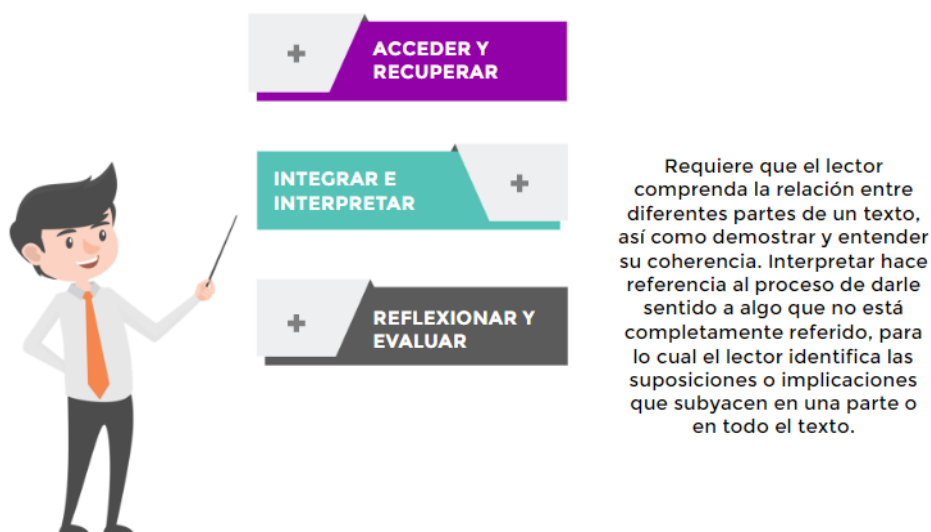 +
ACCEDER Y
RECUPERAR
INTEGRAR E
INTERPRETAR
+
+
REFLEXIONAR Y
EVALUAR
Requiere que el lector
comprenda la relación entre
diferentes partes de un texto,
así como demostrar y entender
su coherencia. Interpretar hace
referencia al proceso de darle
sentido a algo que no está
completamente referido, para
lo cual el lector identifica las
suposiciones o implicaciones
que subyacen en una parte o
en todo el texto.